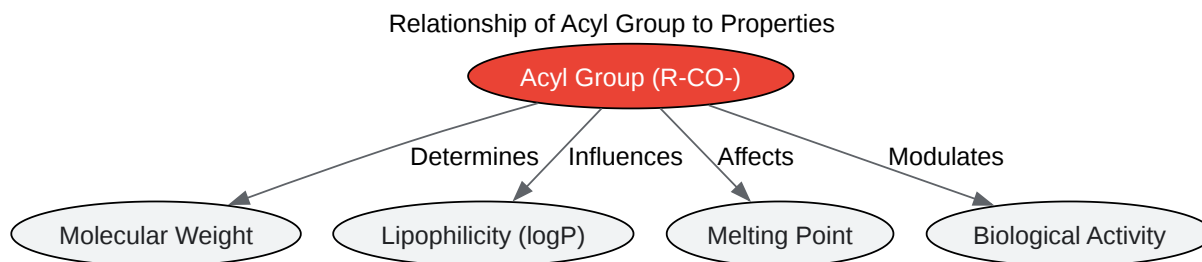 Relationship of Acyl Group to Properties
Acyl Group (R-CO-)
Determines
Influences
Affects
Modulates
Molecular Weight
Lipophilicity (logP)
Melting Point
Biological Activity